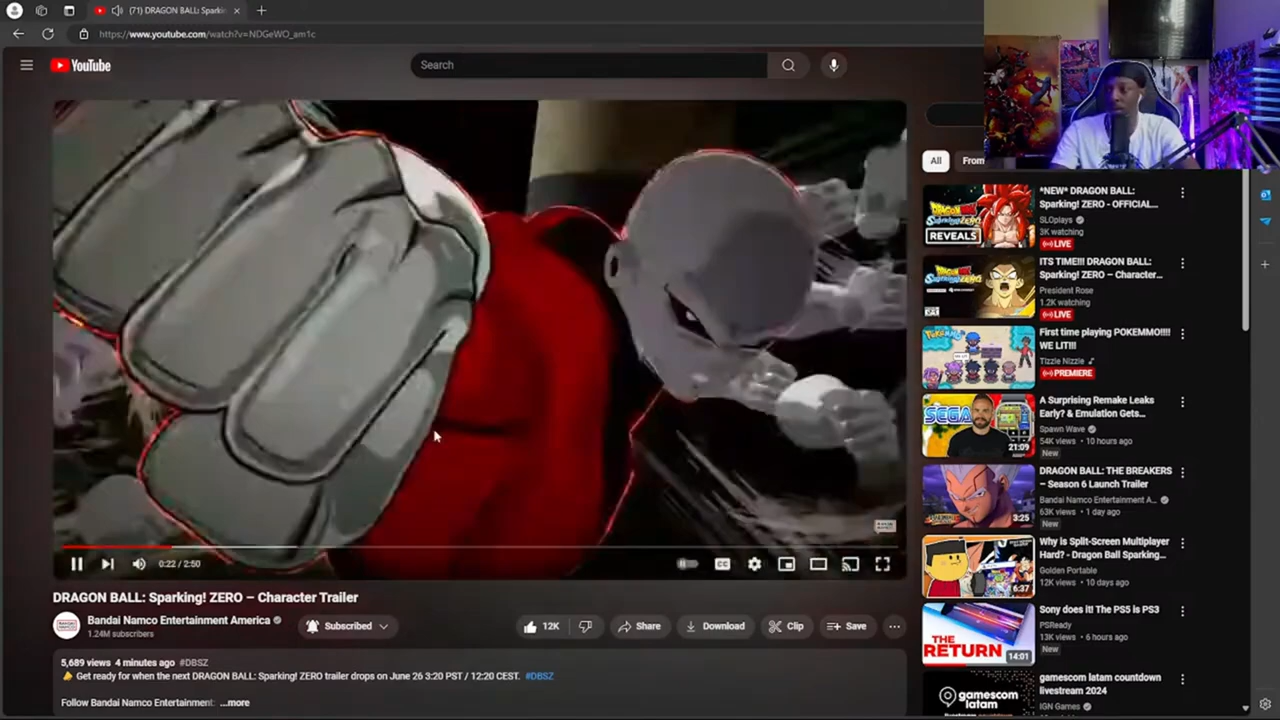 (71) DRAGON BALL: Sparki
https://www.youtube.com/watch?v=NDGeWO_am1c
YouTube
Search
All
From
*NEW* DRAGON BALL:
Sparking! ZERO - OFFICIAL...
SLOplays
3K watching
LIVE
DRAGON BALL
Sparking! ZERO
REVEALS
ITS TIME!!! DRAGON BALL:
Sparking! ZERO – Character...
President Rose
1.2K watching
LIVE
First time playing POKEMMO!!!!
WE LIT!!!
Tizzle Nizzle
PREMIERE
A Surprising Remake Leaks
Early? & Emulation Gets...
Spawn Wave
54K views • 10 hours ago
New
SEGA
21:09
DRAGON BALL: THE BREAKERS
– Season 6 Launch Trailer
Bandai Namco Entertainment A...
63K views • 1 day ago
New
3:25
Why is Split-Screen Multiplayer
Hard? - Dragon Ball Sparking...
Golden Portable
12K views • 10 days ago
6:37
Sony does it! The PS5 is PS3
PSReady
13K views • 6 hours ago
New
THE
RETURN
14:01
gamescom latam countdown
livestream 2024
IGN Games
gamescom
latam
0:22 / 2:50
CC
DRAGON BALL: Sparking! ZERO – Character Trailer
Bandai Namco Entertainment America
1.24M subscribers
Subscribed
12K
Share
Download
Clip
Save
5,689 views 4 minutes ago #DBSZ
Get ready for when the next DRAGON BALL: Sparking! ZERO trailer drops on June 26 3:20 PST / 12:20 CEST. #DBSZ
Follow Bandai Namco Entertainment: ...more